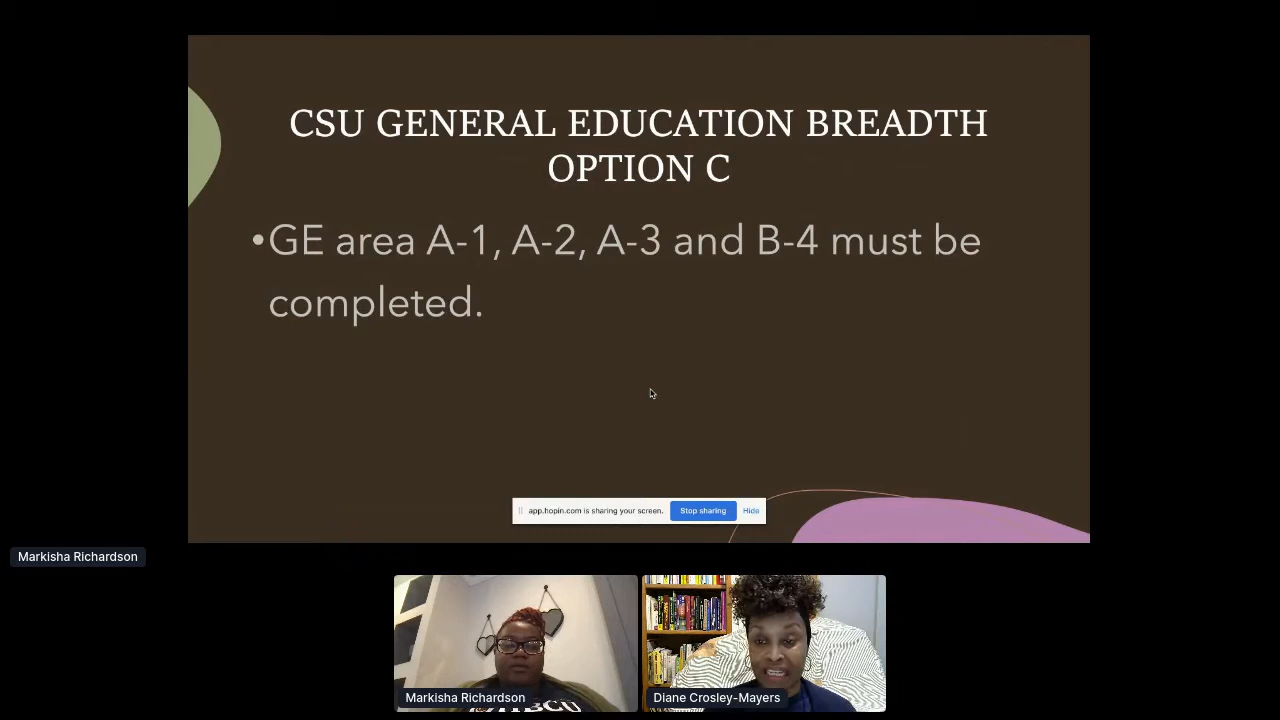 CSU GENERAL EDUCATION BREADTH
OPTION C
•GE area A-1, A-2, A-3 and B-4 must be
completed.
app.hopin.com is sharing your screen. Stop sharing Hide
Markisha Richardson
HBCU
Markisha Richardson
Diane Crosley-Mayers